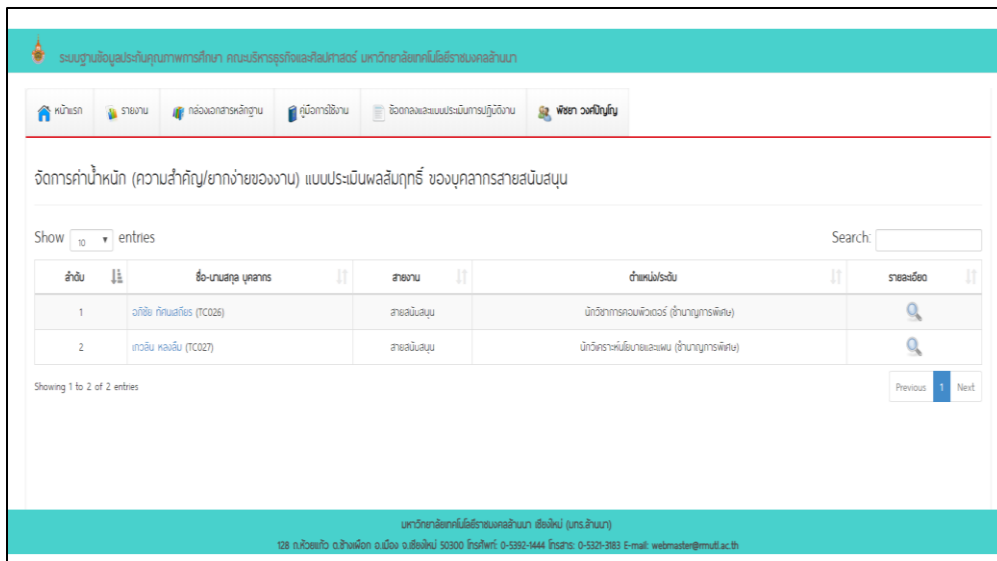 ระบบฐานข้อมูลประกันคุณภาพการศึกษา คณะบริหารธุรกิจและศิลปศาสตร์ มหาวิทยาลัยเทคโนโลยีราชมงคลล้านนา
หน้าแรก รายงาน กล่องเอกสารหลักฐาน คู่มือการใช้งาน ข้อตกลงและแบบประเมินการปฏิบัติงาน พิชยา วงศ์ปัญโญ
จัดการค่าน้ำหนัก (ความสำคัญ/ยากง่ายของงาน) แบบประเมินผลสัมฤทธิ์ ของบุคลากรสายสนับสนุน
Show 10 entries Search:
ลำดับ ชื่อ-นามสกุล บุคลากร สายงาน ตำแหน่ง/ระดับ รายละเอียด
1 อภิชัย ทัศนเสถียร (TC026) สายสนับสนุน นักวิชาการคอมพิวเตอร์ (ชำนาญการพิเศษ)
2 เกวลิน หลงลืม (TC027) สายสนับสนุน นักวิเคราะห์นโยบายและแผน (ชำนาญการพิเศษ)
Showing 1 to 2 of 2 entries Previous 1 Next
มหาวิทยาลัยเทคโนโลยีราชมงคลล้านนา เชียงใหม่ (มทร.ล้านนา)
128 ถ.ห้วยแก้ว ต.ช้างเผือก อ.เมือง จ.เชียงใหม่ 50300 โทรศัพท์: 0-5392-1444 โทรสาร: 0-5321-3183 E-mail: webmaster@rmutl.ac.th